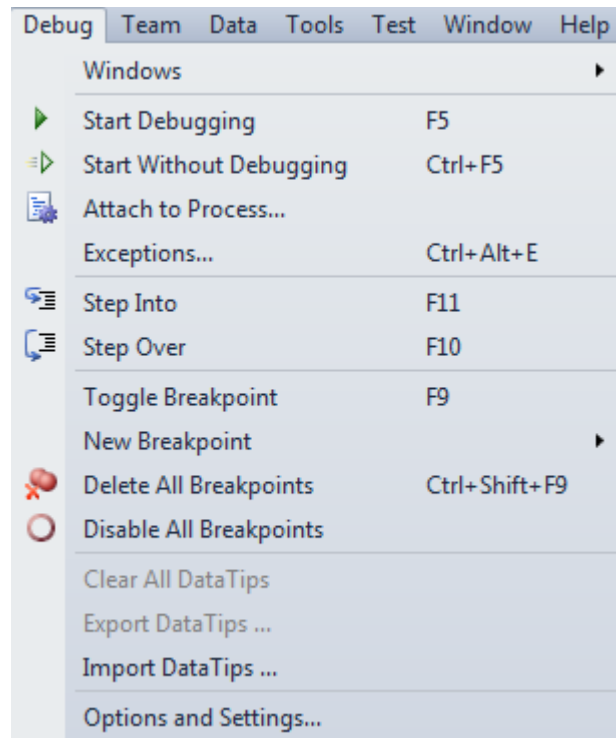 Debug Team Data Tools Test Window Help
Windows
Start Debugging F5
Start Without Debugging Ctrl+F5
Attach to Process...
Exceptions... Ctrl+Alt+E
Step Into F11
Step Over F10
Toggle Breakpoint F9
New Breakpoint
Delete All Breakpoints Ctrl+Shift+F9
Disable All Breakpoints
Clear All DataTips
Export DataTips ...
Import DataTips ...
Options and Settings...